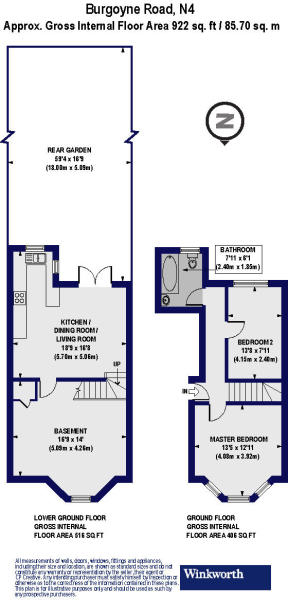 Burgoyne Road, N4
Approx. Gross Internal Floor Area 922 sq. ft / 85.70 sq. m
N
REAR GARDEN
59'4 x 16'9
(18.00m x 5.09m)
BATHROOM
7'11 x 6'1
(2.40m x 1.85m)
KITCHEN /
DINING ROOM /
LIVING ROOM
18'8 x 16'8
(5.70m x 5.06m)
UP
BEDROOM 2
13'8 x 7'11
(4.15m x 2.40m)
IN
BASEMENT
16'9 x 14'
(5.09m x 4.26m)
MASTER BEDROOM
13'5 x 12'11
(4.08m x 3.92m)
LOWER GROUND FLOOR
GROSS INTERNAL
FLOOR AREA 516 SQ FT
GROUND FLOOR
GROSS INTERNAL
FLOOR AREA 406 SQ FT
All measurements of walls, doors, windows, fittings and appliances,
including their size and location, are shown as standard sizes and do not
constitute any warranty or representation by the seller, their agent or
CP Creative. Any intending purchaser must satisfy himself by inspection or
otherwise as to the correctness of the information contained in these plans.
This plan is for illustrative purposes only and should be used as such by
any prospective purchasers.
Winkworth